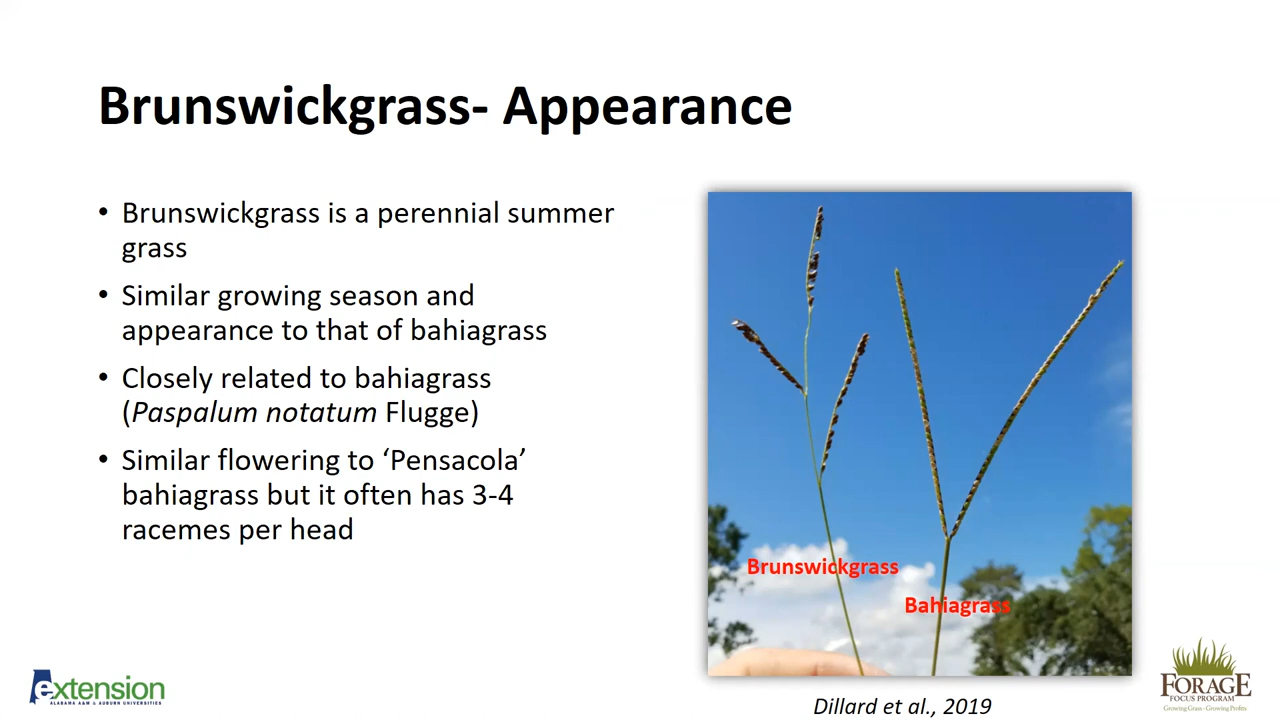 Brunswickgrass- Appearance
• Brunswickgrass is a perennial summer
grass
• Similar growing season and
appearance to that of bahiagrass
• Closely related to bahiagrass
(Paspalum notatum Flugge)
• Similar flowering to ‘Pensacola’
bahiagrass but it often has 3-4
racemes per head
Brunswickgrass
Bahiagrass
Dillard et al., 2019
extension
ALABAMA A&M & AUBURN UNIVERSITIES
FORAGE
FOCUS PROGRAM
Growing Grass - Growing Profits